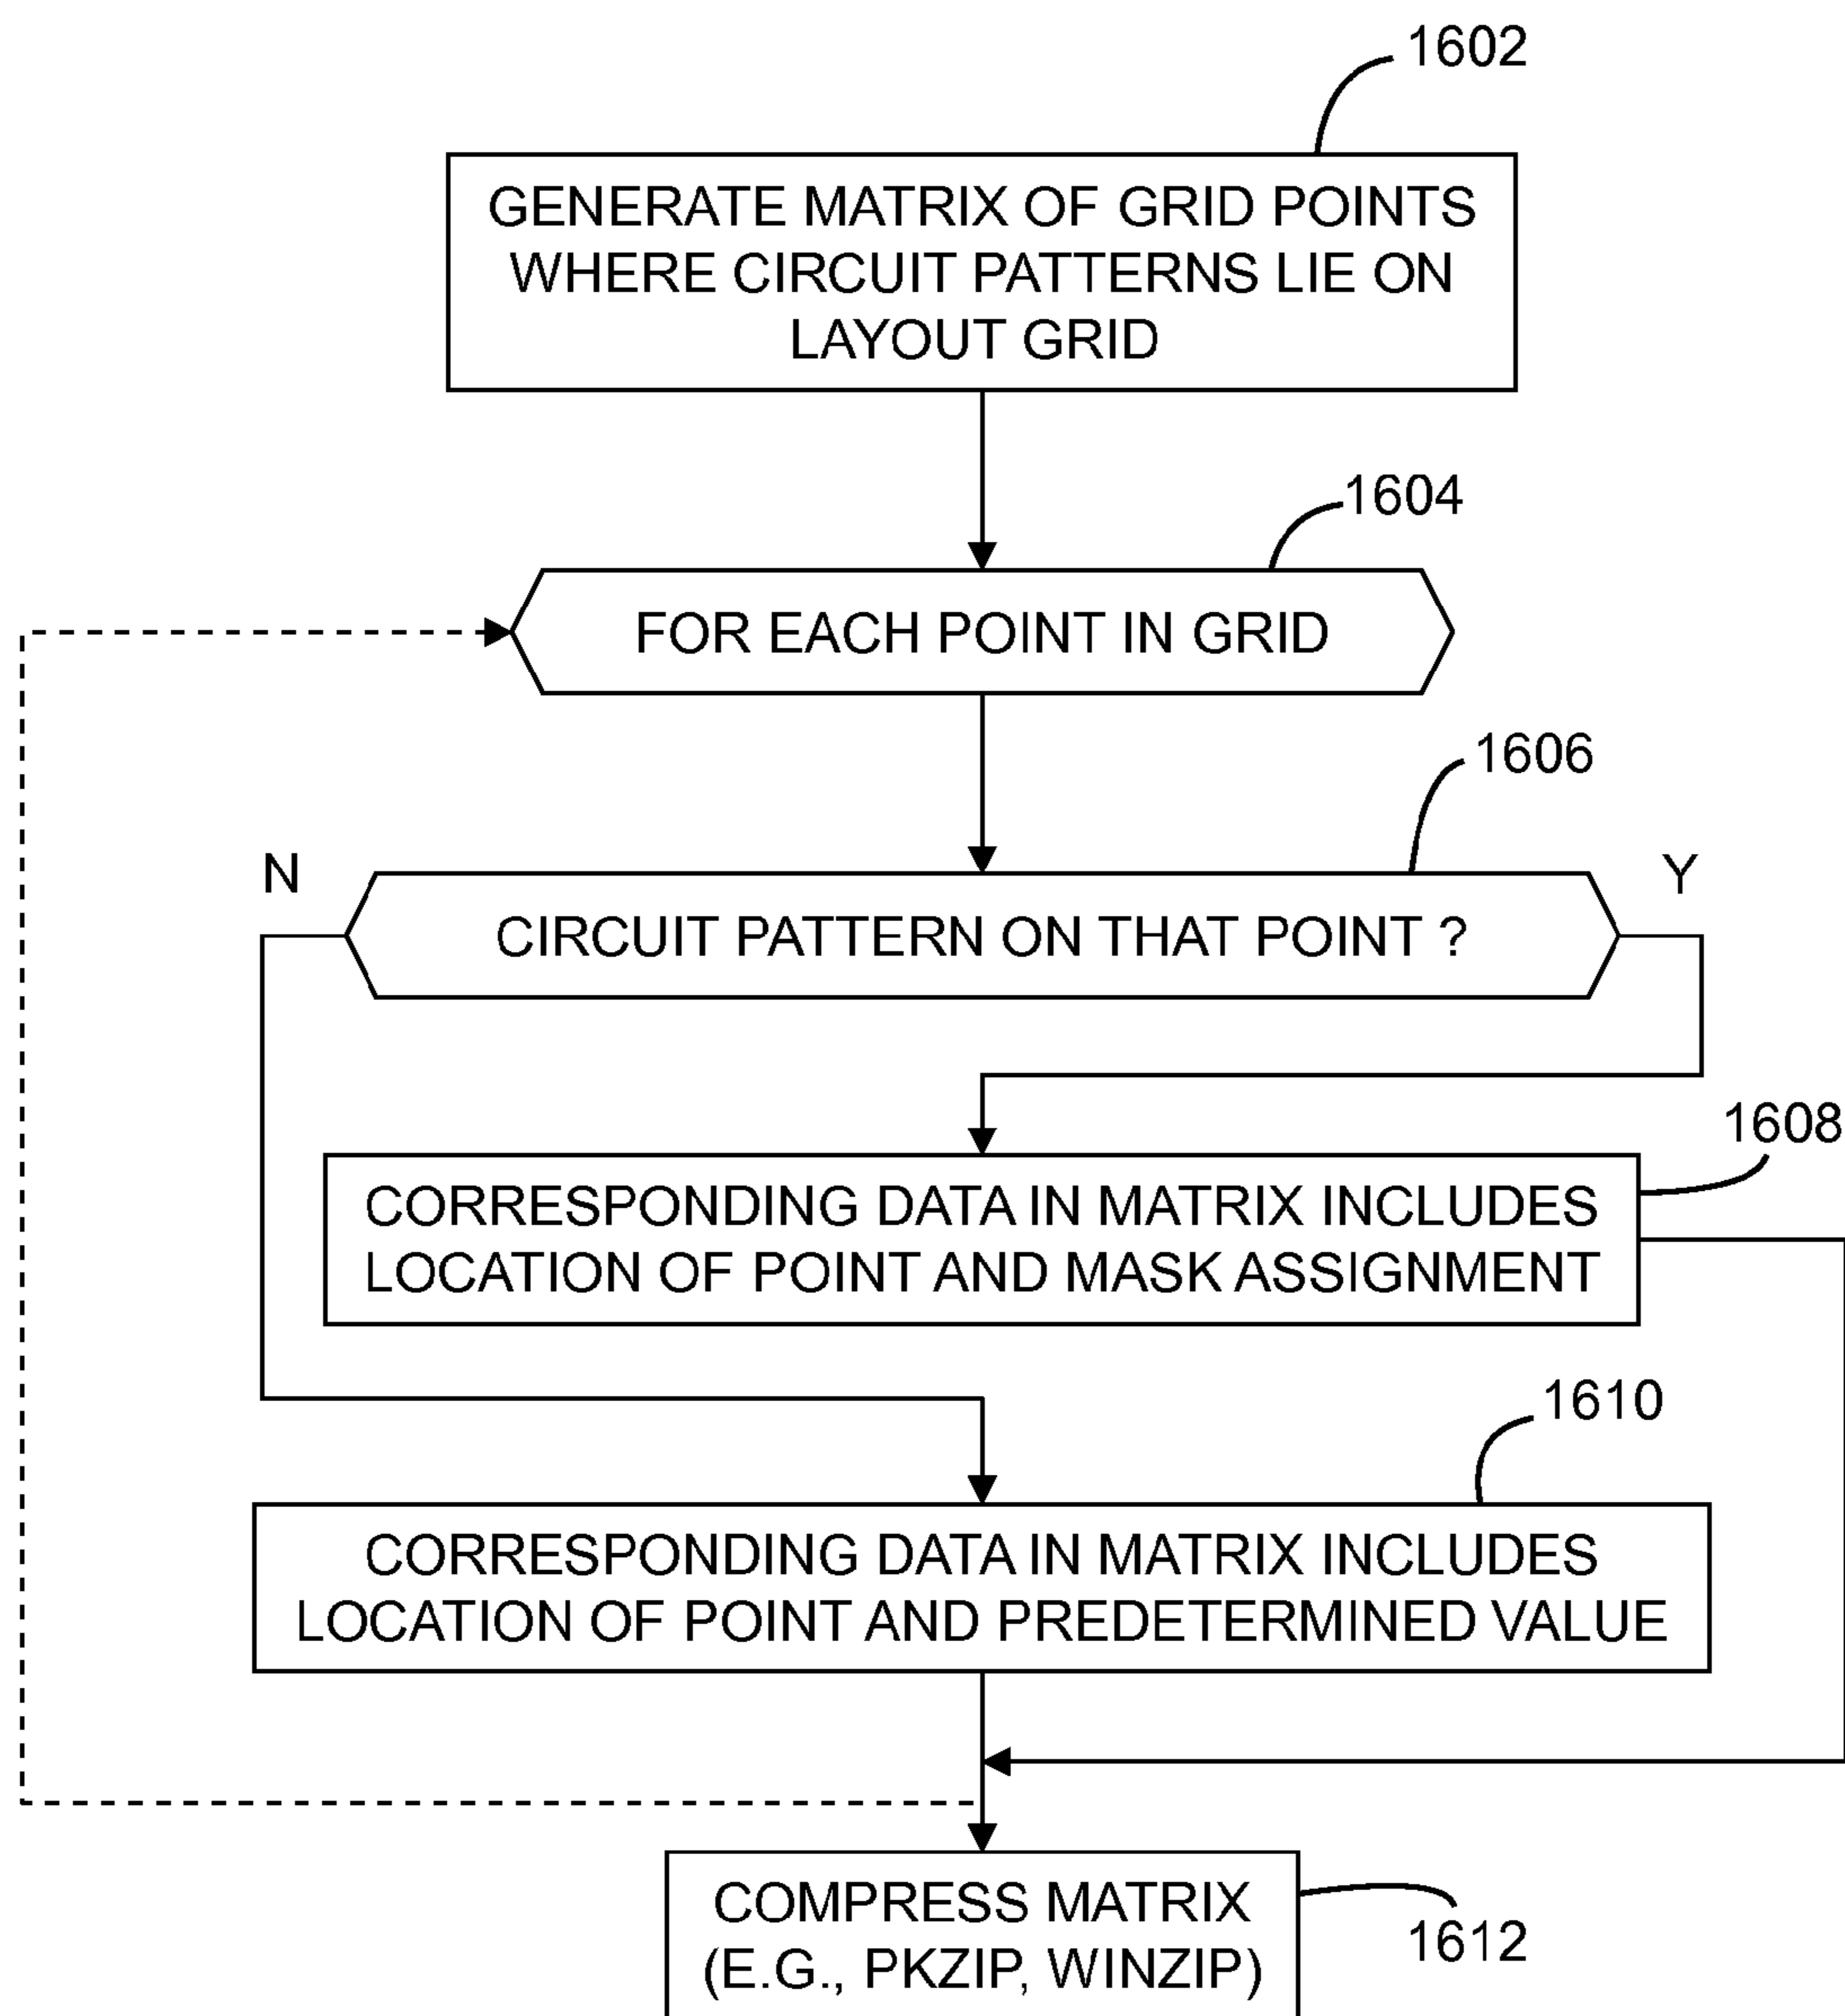 1602
GENERATE MATRIX OF GRID POINTS
WHERE CIRCUIT PATTERNS LIE ON
LAYOUT GRID
1604
FOR EACH POINT IN GRID
1606
N
Y
CIRCUIT PATTERN ON THAT POINT ?
1608
CORRESPONDING DATA IN MATRIX INCLUDES
LOCATION OF POINT AND MASK ASSIGNMENT
1610
CORRESPONDING DATA IN MATRIX INCLUDES
LOCATION OF POINT AND PREDETERMINED VALUE
COMPRESS MATRIX
(E.G., PKZIP, WINZIP)
1612